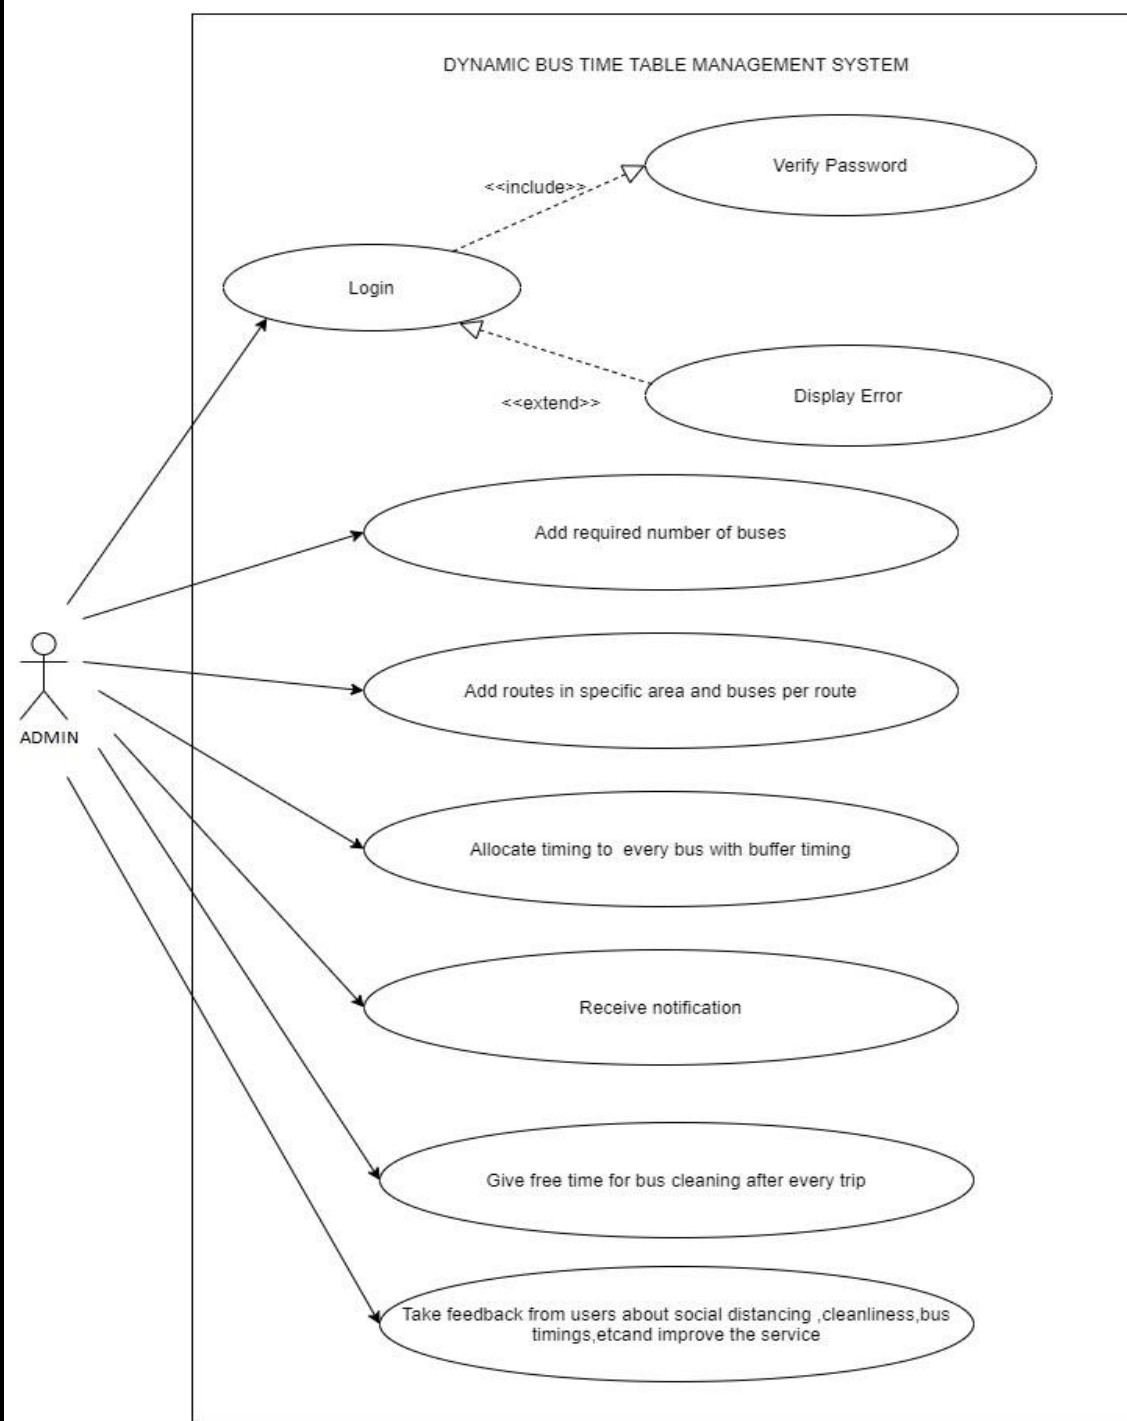 DYNAMIC BUS TIME TABLE MANAGEMENT SYSTEM
Verify Password
<<include>>
Login
Display Error
<<extend>>
Add required number of buses
Add routes in specific area and buses per route
ADMIN
Allocate timing to  every bus with buffer timing
Receive notification
Give free time for bus cleaning after every trip
Take feedback from users about social distancing ,cleanliness,bus
timings,etcand improve the service